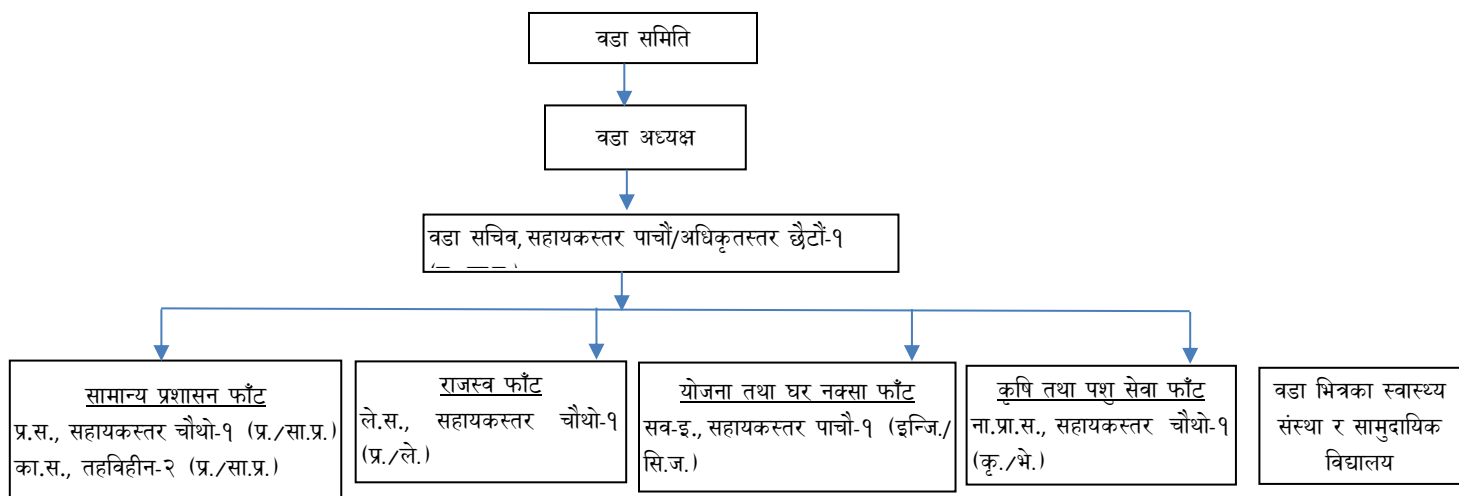 वडा समिति
वडा अध्यक्ष
वडा सचिव, सहायकस्तर पाचौं/अधिकृतस्तर छैटौं-१
सामान्य प्रशासन फाँट
प्र.स., सहायकस्तर चौथो-१ (प्र./सा.प्र.)
का.स., तहविहीन-२ (प्र./सा.प्र.)
राजस्व फाँट
ले.स., सहायकस्तर चौथो-१
(प्र./ले.)
योजना तथा घर नक्सा फाँट
सव-इ., सहायकस्तर पाचौ-१ (इन्जि./
सि.ज.)
कृषि तथा पशु सेवा फाँट
ना.प्रा.स., सहायकस्तर चौथो-१
(कृ./भे.)
वडा भित्रका स्वास्थ्य
संस्था र सामुदायिक
विद्यालय